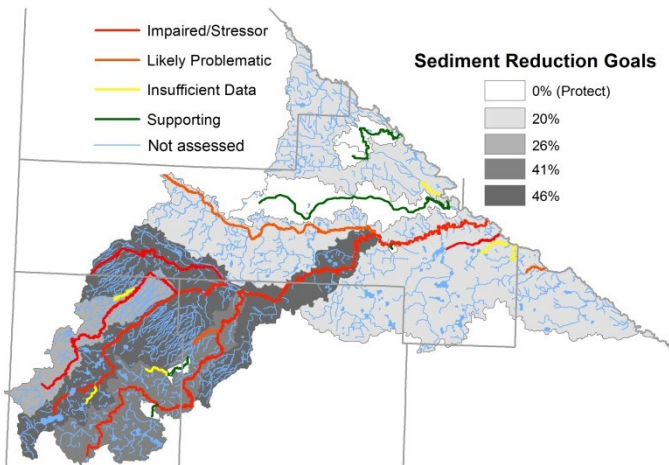 Impaired/Stressor
Likely Problematic
Insufficient Data
Supporting
Not assessed
Sediment Reduction Goals
0% (Protect)
20%
26%
41%
46%